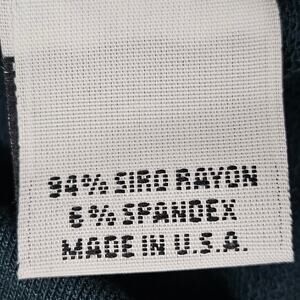 94% SIRO RAYON
6% SPANDEX
MADE IN U.S.A.